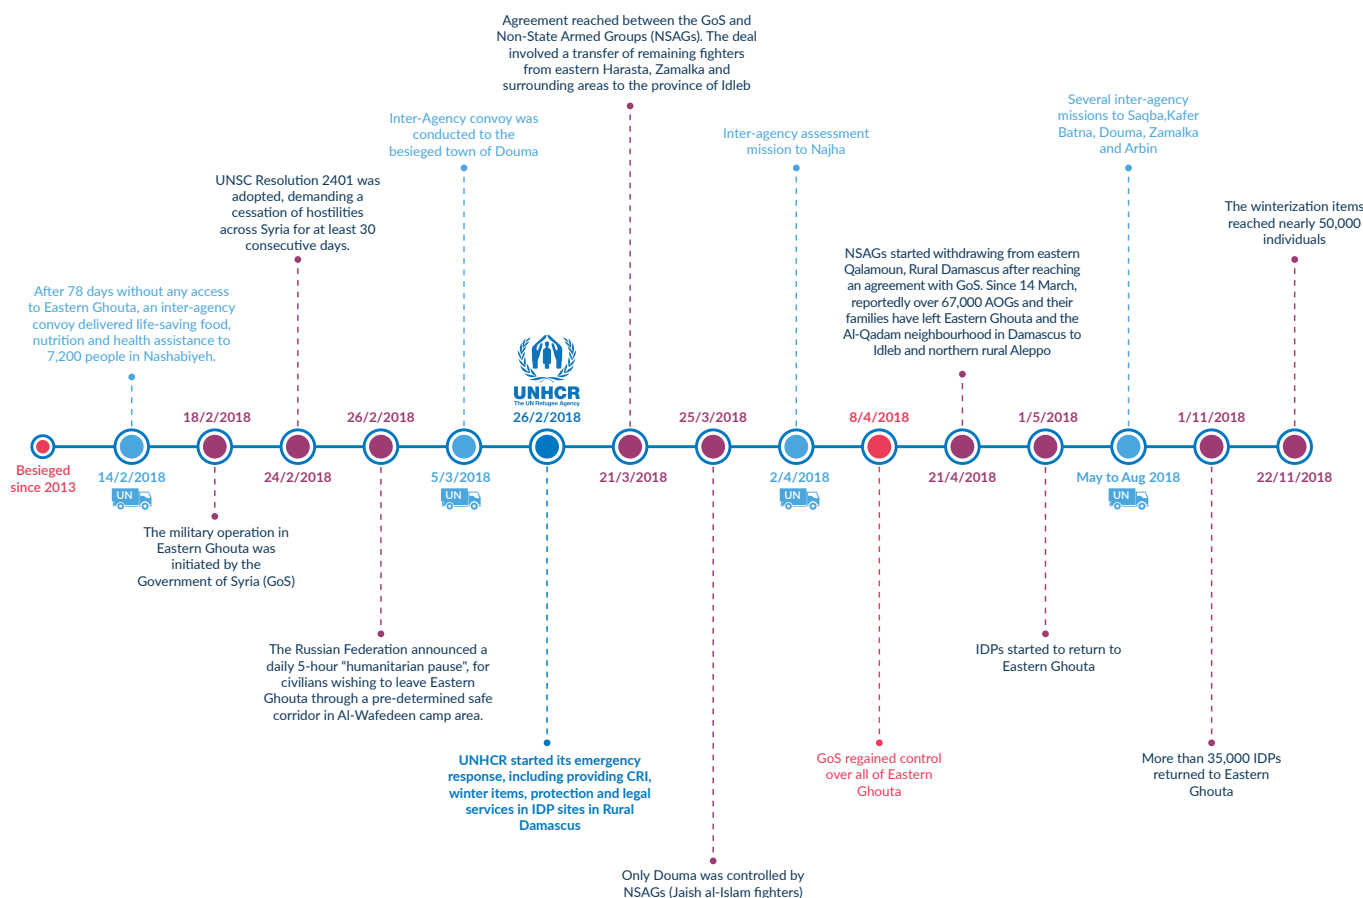 Agreement reached between the GoS and
Non-State Armed Groups (NSAGs). The deal
involved a transfer of remaining fighters
from eastern Harasta, Zamalka and
surrounding areas to the province of Idleb
Several inter-agency
missions to Saqba,Kafer
Batna, Douma, Zamalka
and Arbin
Inter-Agency convoy was
conducted to the
besieged town of Douma
Inter-agency assessment
mission to Najha
UNSC Resolution 2401 was
adopted, demanding a
cessation of hostilities
across Syria for at least 30
consecutive days.
The winterization items
reached nearly 50,000
individuals
NSAGs started withdrawing from eastern
Qalamoun, Rural Damascus after reaching
an agreement with GoS. Since 14 March,
reportedly over 67,000 AOGs and their
families have left Eastern Ghouta and the
Al-Qadam neighbourhood in Damascus to
Idleb and northern rural Aleppo
After 78 days without any access
to Eastern Ghouta, an inter-agency
convoy delivered life-saving food,
nutrition and health assistance to
7,200 people in Nashabiyeh.
UNHCR
The UN Refugee Agency
18/2/2018
26/2/2018
26/2/2018
25/3/2018
8/4/2018
1/5/2018
1/11/2018
Besieged
since 2013
14/2/2018
24/2/2018
5/3/2018
21/3/2018
2/4/2018
21/4/2018
May to Aug 2018
22/11/2018
UN
UN
UN
UN
The military operation in
Eastern Ghouta was
initiated by the
Government of Syria (GoS)
The Russian Federation announced a
daily 5-hour “humanitarian pause”, for
civilians wishing to leave Eastern
Ghouta through a pre-determined safe
corridor in Al-Wafedeen camp area.
IDPs started to return to
Eastern Ghouta
UNHCR started its emergency
response, including providing CRI,
winter items, protection and legal
services in IDP sites in Rural
Damascus
GoS regained control
over all of Eastern
Ghouta
More than 35,000 IDPs
returned to Eastern
Ghouta
Only Douma was controlled by
NSAGs (Jaish al-Islam fighters)